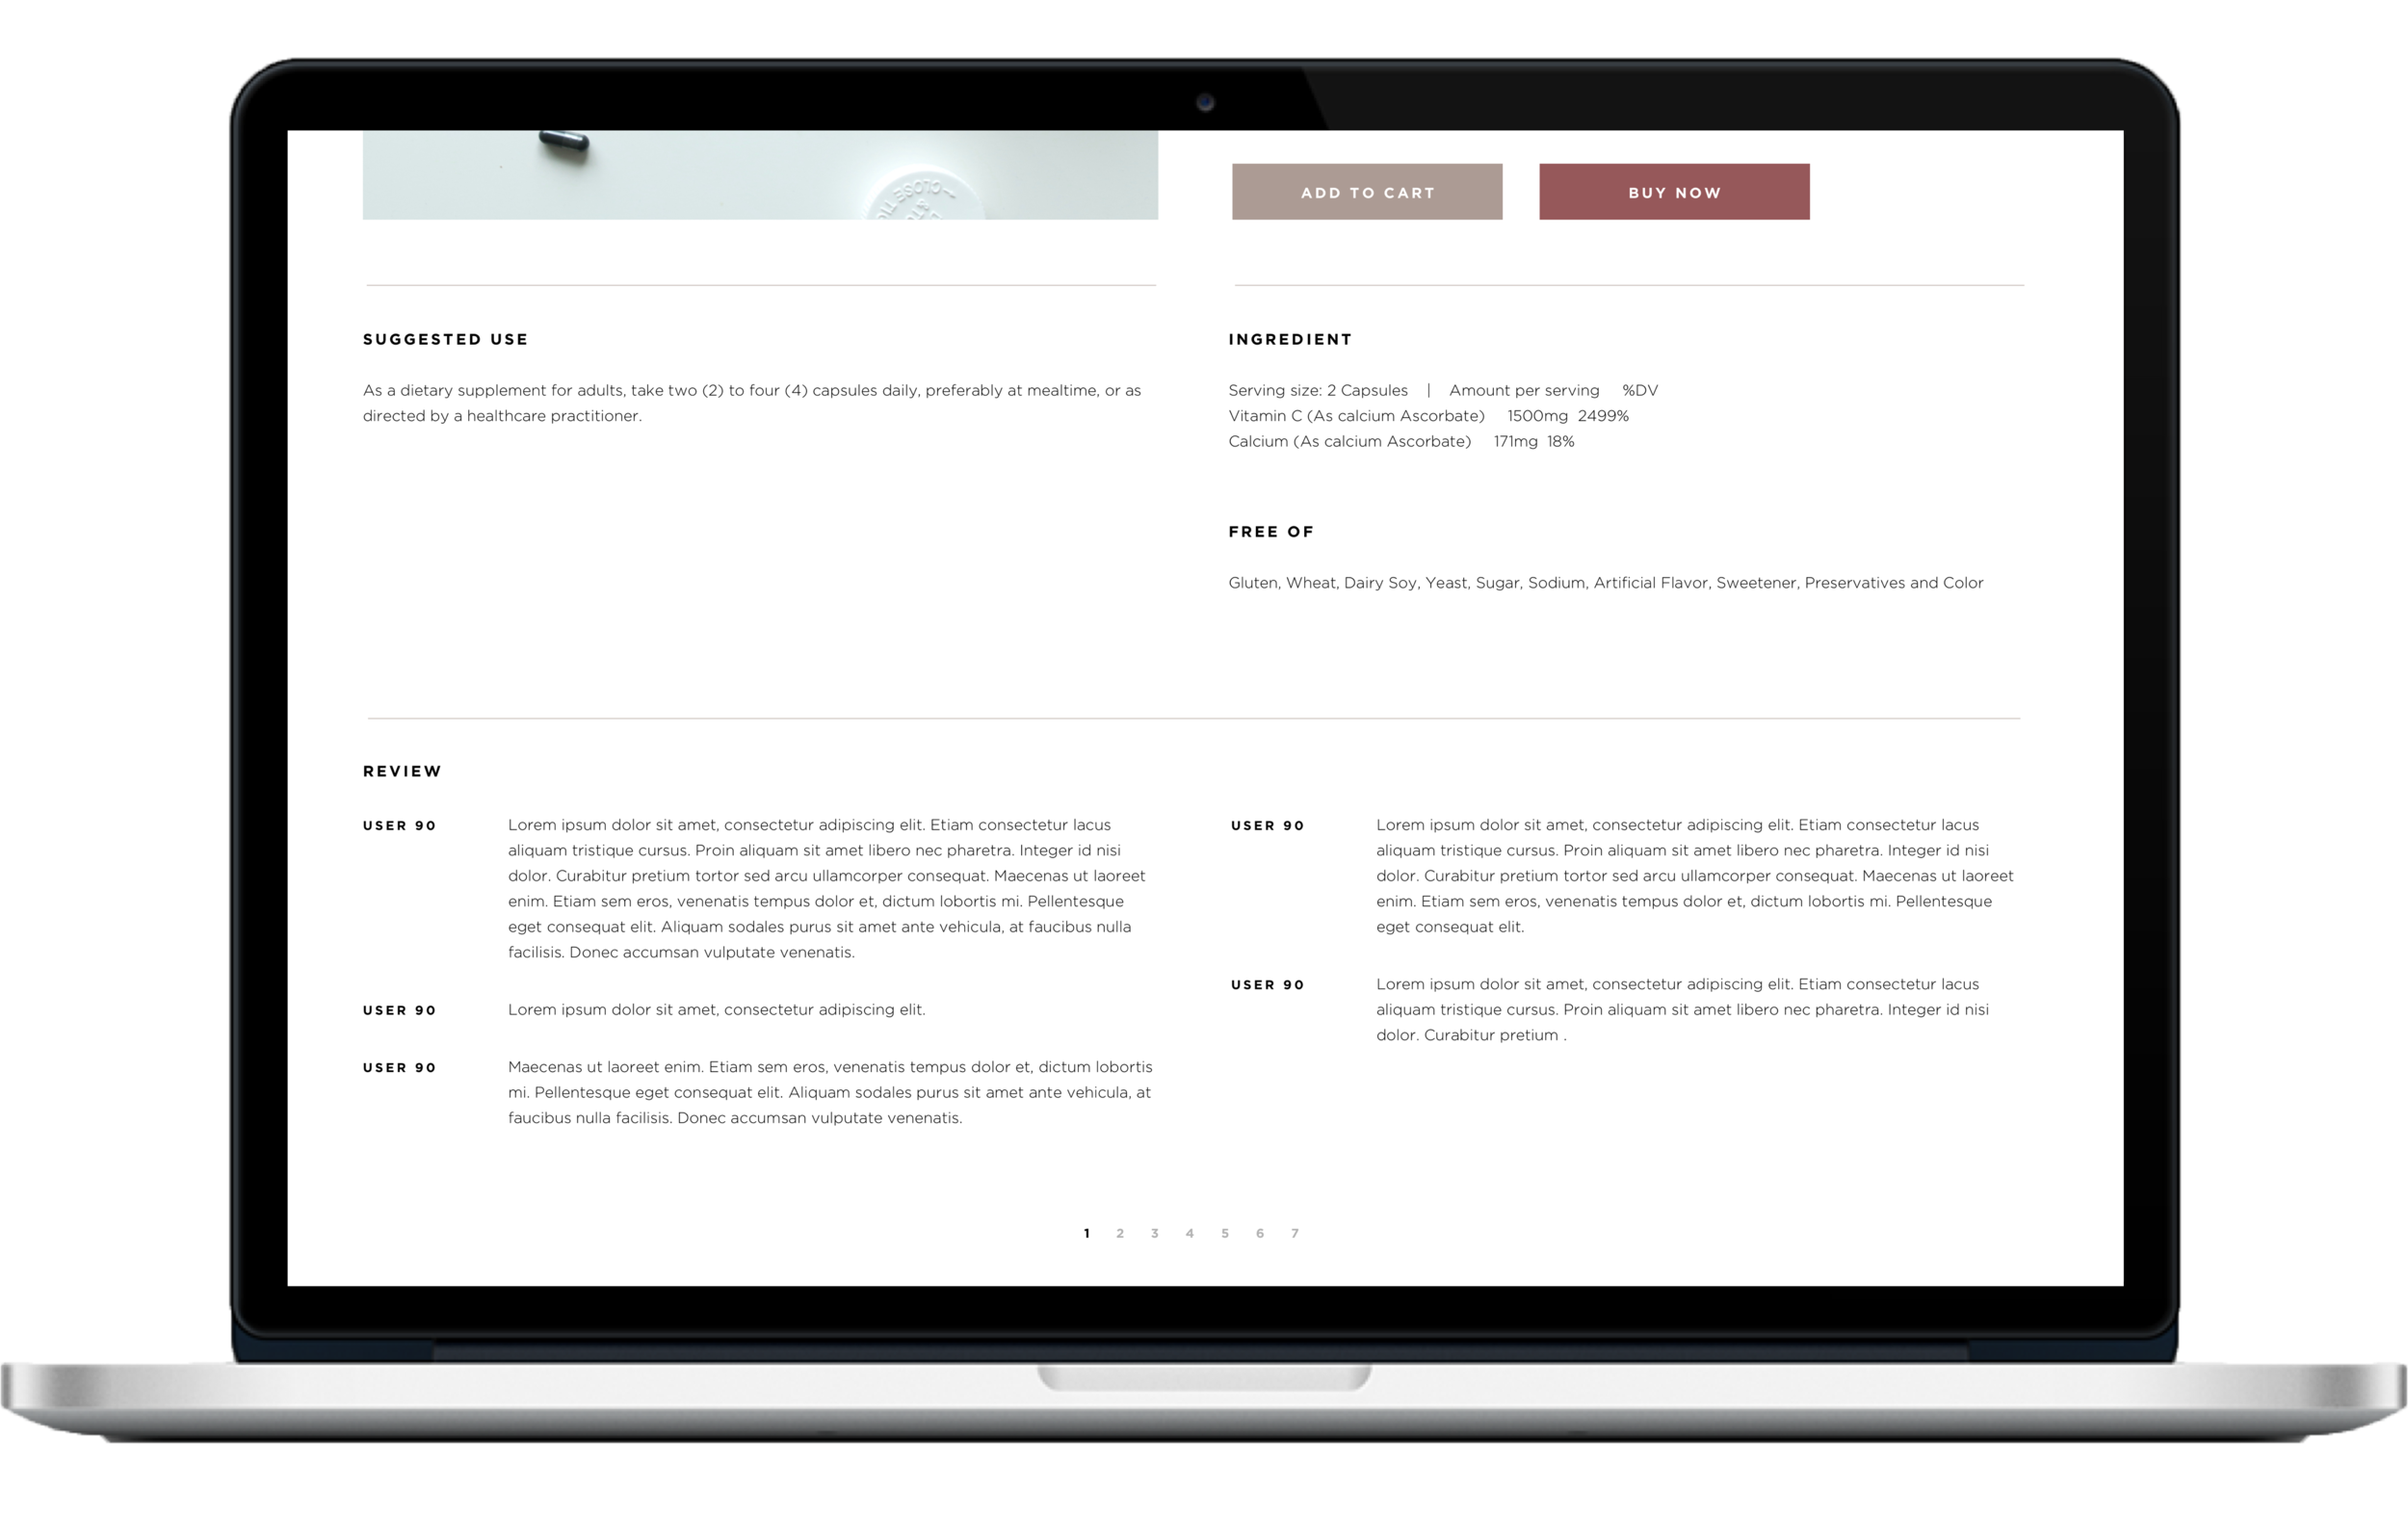 CLOSE TIG
ADD TO CART
BUY NOW
SUGGESTED USE
As a dietary supplement for adults, take two (2) to four (4) capsules daily, preferably at mealtime, or as
directed by a healthcare practitioner.
INGREDIENT
Serving size: 2 Capsules | Amount per serving %DV
Vitamin C (As calcium Ascorbate) 1500mg 2499%
Calcium (As calcium Ascorbate) 171mg 18%
FREE OF
Gluten, Wheat, Dairy Soy, Yeast, Sugar, Sodium, Artificial Flavor, Sweetener, Preservatives and Color
REVIEW
USER 90
Lorem ipsum dolor sit amet, consectetur adipiscing elit. Etiam consectetur lacus
aliquam tristique cursus. Proin aliquam sit amet libero nec pharetra. Integer id nisi
dolor. Curabitur pretium tortor sed arcu ullamcorper consequat. Maecenas ut laoreet
enim. Etiam sem eros, venenatis tempus dolor et, dictum lobortis mi. Pellentesque
eget consequat elit. Aliquam sodales purus sit amet ante vehicula, at faucibus nulla
facilisis. Donec accumsan vulputate venenatis.
USER 90
Lorem ipsum dolor sit amet, consectetur adipiscing elit.
USER 90
Maecenas ut laoreet enim. Etiam sem eros, venenatis tempus dolor et, dictum lobortis
mi. Pellentesque eget consequat elit. Aliquam sodales purus sit amet ante vehicula, at
faucibus nulla facilisis. Donec accumsan vulputate venenatis.
USER 90
Lorem ipsum dolor sit amet, consectetur adipiscing elit. Etiam consectetur lacus
aliquam tristique cursus. Proin aliquam sit amet libero nec pharetra. Integer id nisi
dolor. Curabitur pretium tortor sed arcu ullamcorper consequat. Maecenas ut laoreet
enim. Etiam sem eros, venenatis tempus dolor et, dictum lobortis mi. Pellentesque
eget consequat elit.
USER 90
Lorem ipsum dolor sit amet, consectetur adipiscing elit. Etiam consectetur lacus
aliquam tristique cursus. Proin aliquam sit amet libero nec pharetra. Integer id nisi
dolor. Curabitur pretium .
1 2 3 4 5 6 7